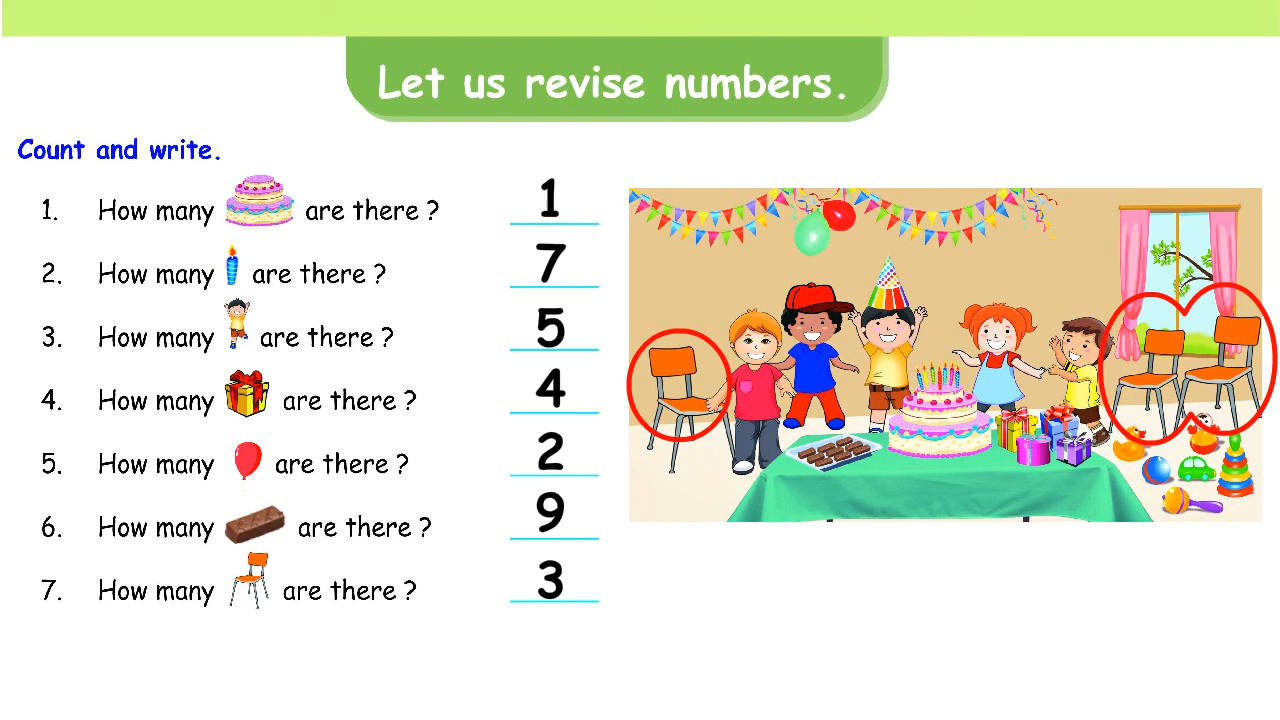 Let us revise numbers.
Count and write.
1. How many are there ? 1
2. How many are there ? 7
3. How many are there ? 5
4. How many are there ? 4
5. How many are there ? 2
6. How many are there ? 9
7. How many are there ? 3